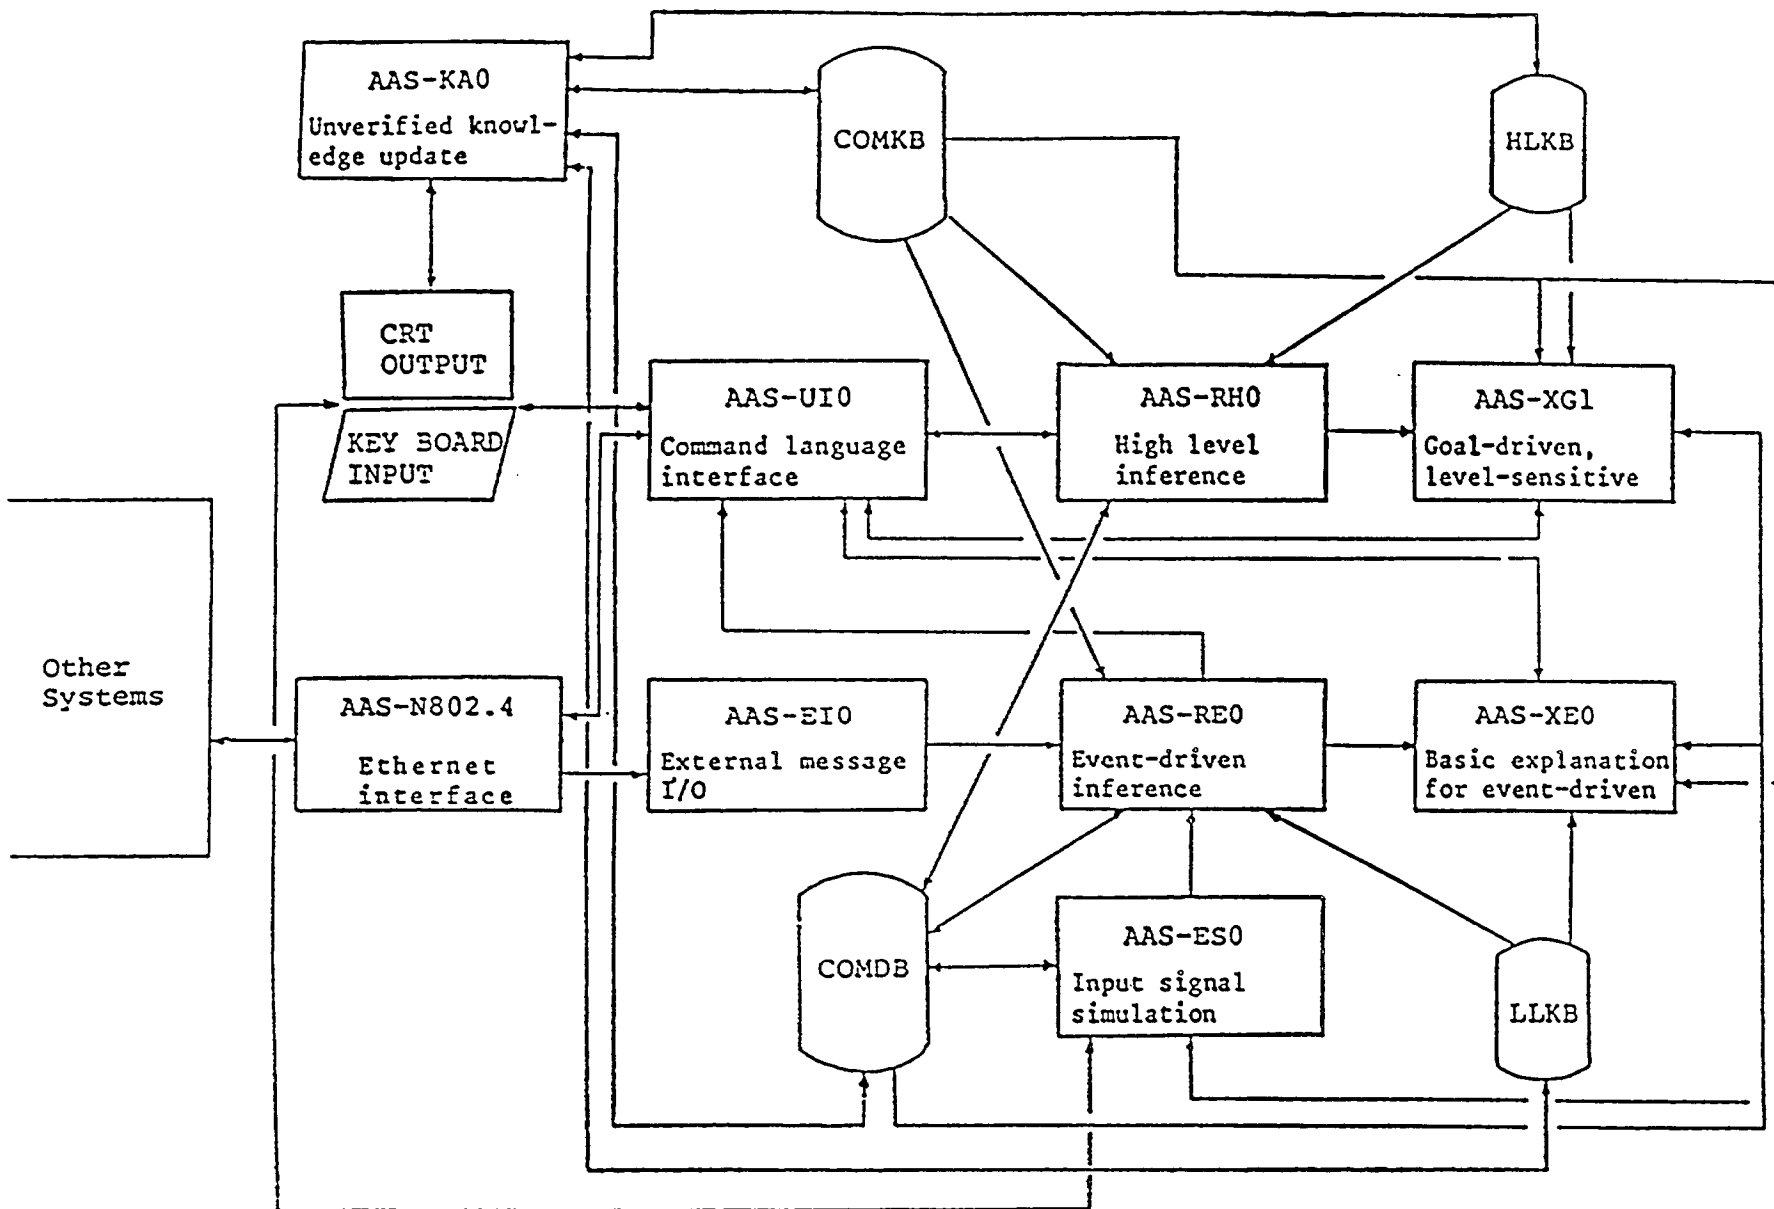 AAS-KA0
Unverified knowl-
edge update
COMKB
HLKB
CRT
OUTPUT
KEY BOARD
INPUT
AAS-UI0
Command language
interface
AAS-RH0
High level
inference
AAS-XG1
Goal-driven,
level-sensitive
Other
Systems
AAS-N802.4
Ethernet
interface
AAS-EI0
External message
I/O
AAS-RE0
Event-driven
inference
AAS-XE0
Basic explanation
for event-driven
COMDB
AAS-ES0
Input signal
simulation
LLKB